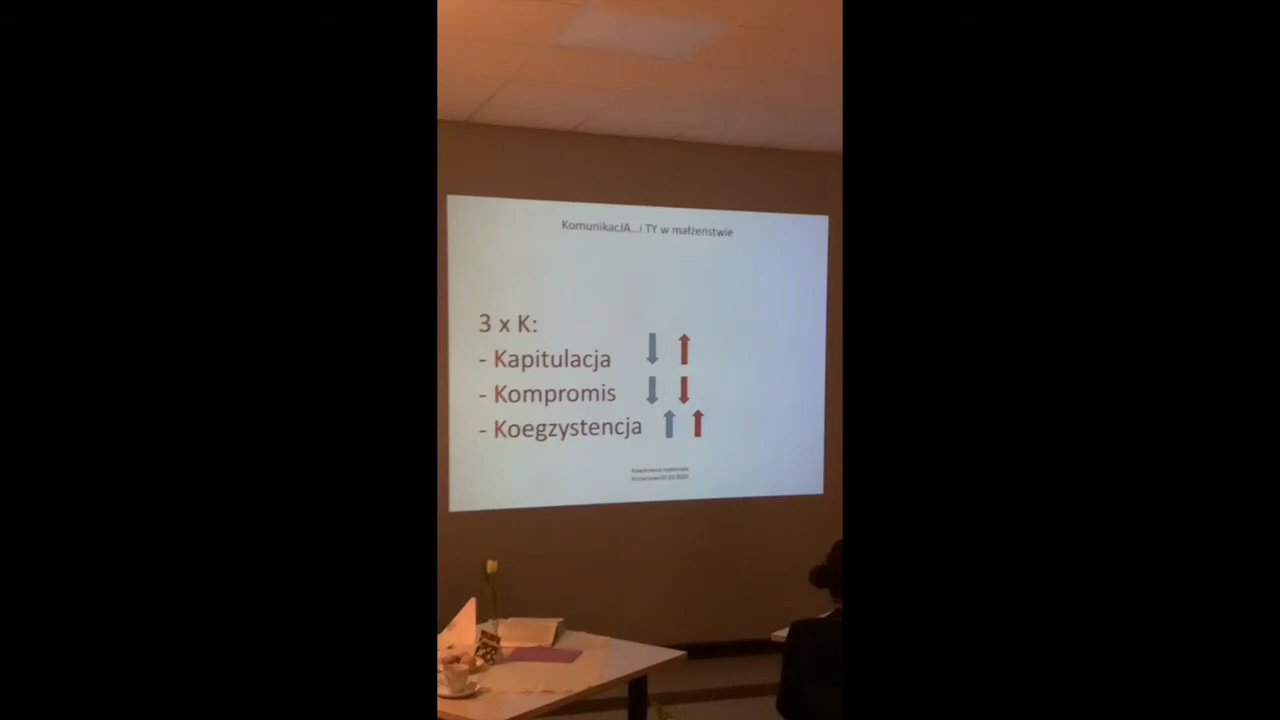 KomunikacJA...i TY w małżeństwie
3 x K:
- Kapitulacja
- Kompromis
- Koegzystencja